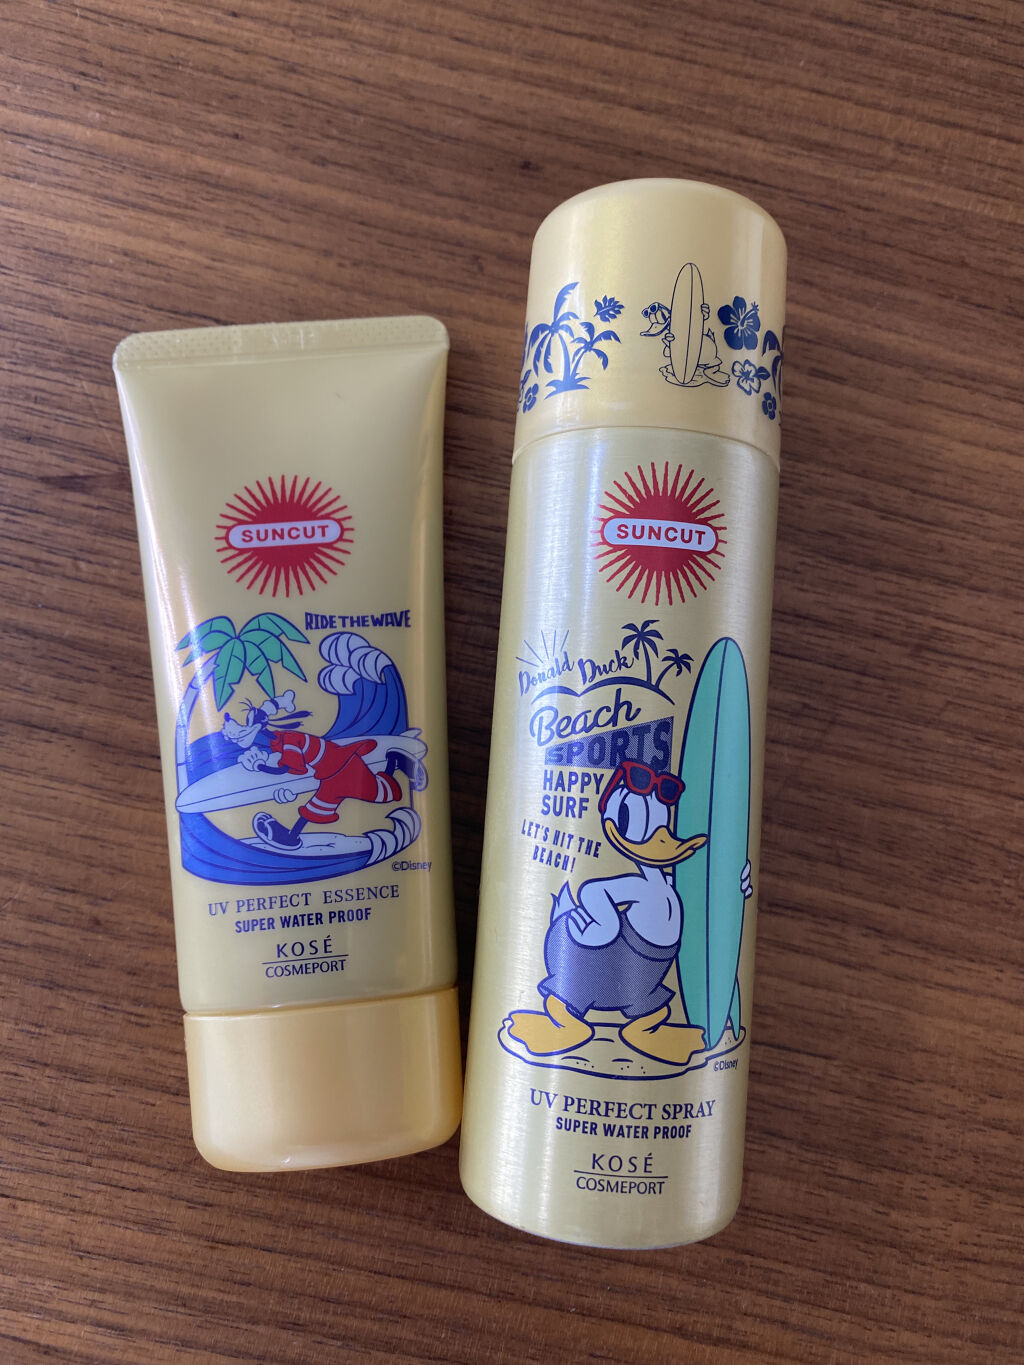 SUNCUT
RIDE THE WAVE
©Disney
UV PERFECT ESSENCE
SUPER WATER PROOF
KOSÉ
COSMEPORT
SUNCUT
Donald Duck
Beach
SPORTS
HAPPY
SURF
LET'S HIT THE
BEACH!
©Disney
UV PERFECT SPRAY
SUPER WATER PROOF
KOSÉ
COSMEPORT